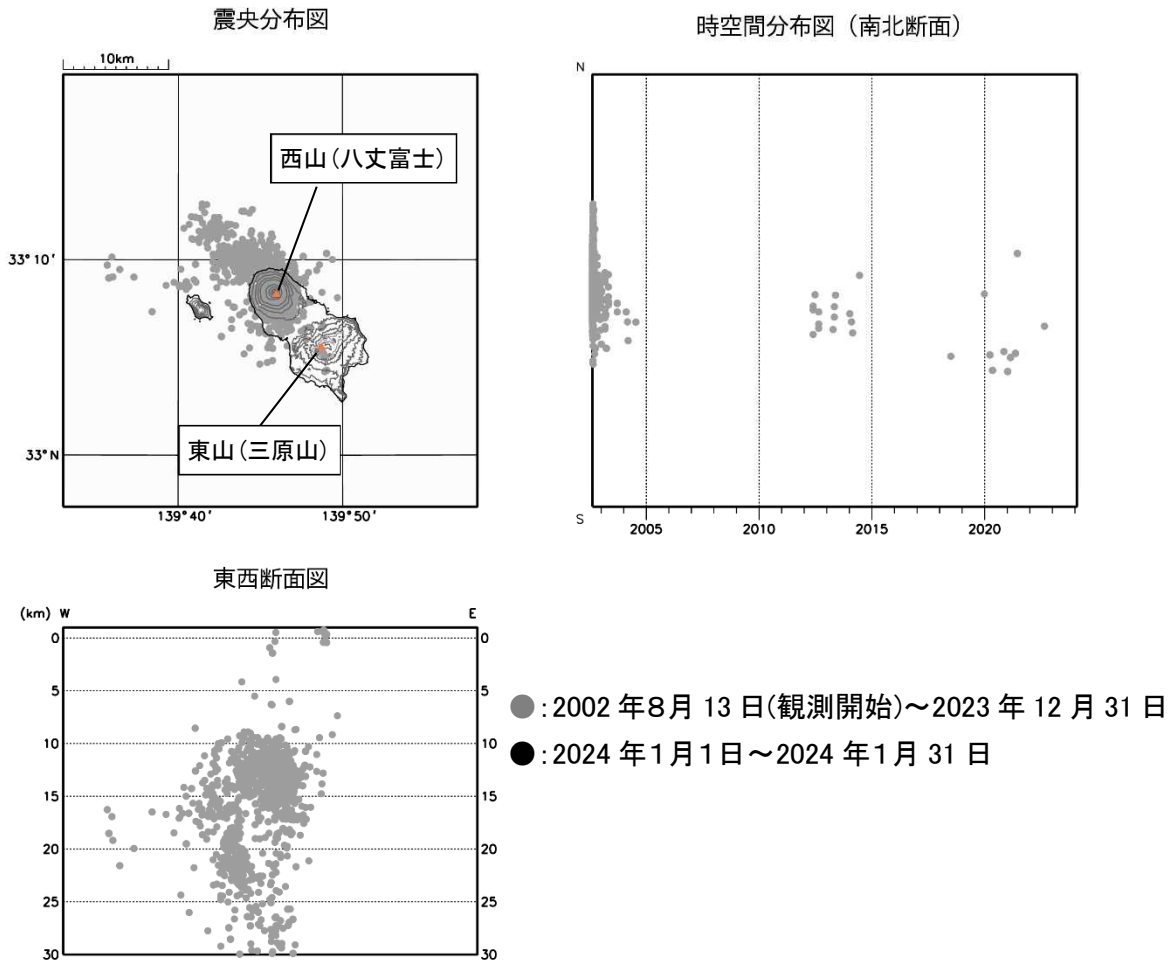 震央分布図
時空間分布図（南北断面）
10km
N
西山（八丈富士）
33°10′
東山（三原山）
33°N
139°40′
139°50′
S
2005
2010
2015
2020
東西断面図
(km) W
E
0
0
5
5
10
10
15
15
20
20
25
25
30
30
●：2002 年８月 13 日(観測開始)～2023 年 12 月 31 日
●：2024 年１月１日～2024 年１月 31 日